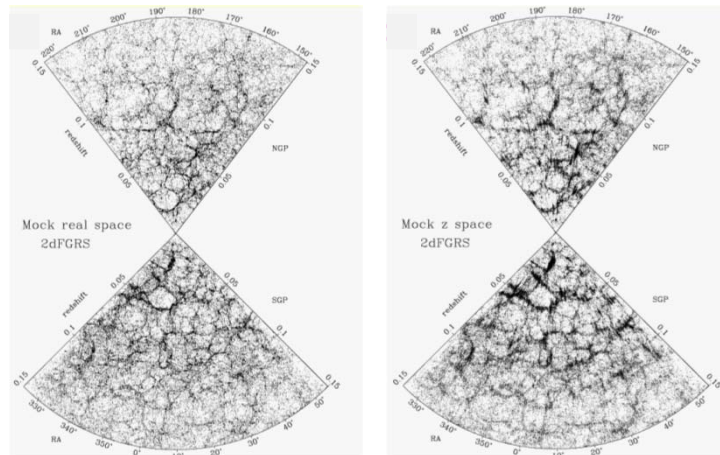 RA
220° 210° 200° 190° 180° 170° 160° 150°
0.15 0.15
0.1 0.1
redshift
NGP
0.05 0.05
Mock real space
2dFGRS
0.05 0.05
redshift
SGP
0.1 0.1
0.15 0.15
330° 340° 350° 0° 10° 20° 30° 40° 50°
RA
RA
220° 210° 200° 190° 180° 170° 160° 150°
0.15 0.15
0.1 0.1
redshift
NGP
0.05 0.05
Mock z space
2dFGRS
0.05 0.05
redshift
SGP
0.1 0.1
0.15 0.15
330° 340° 350° 0° 10° 20° 30° 40° 50°
RA